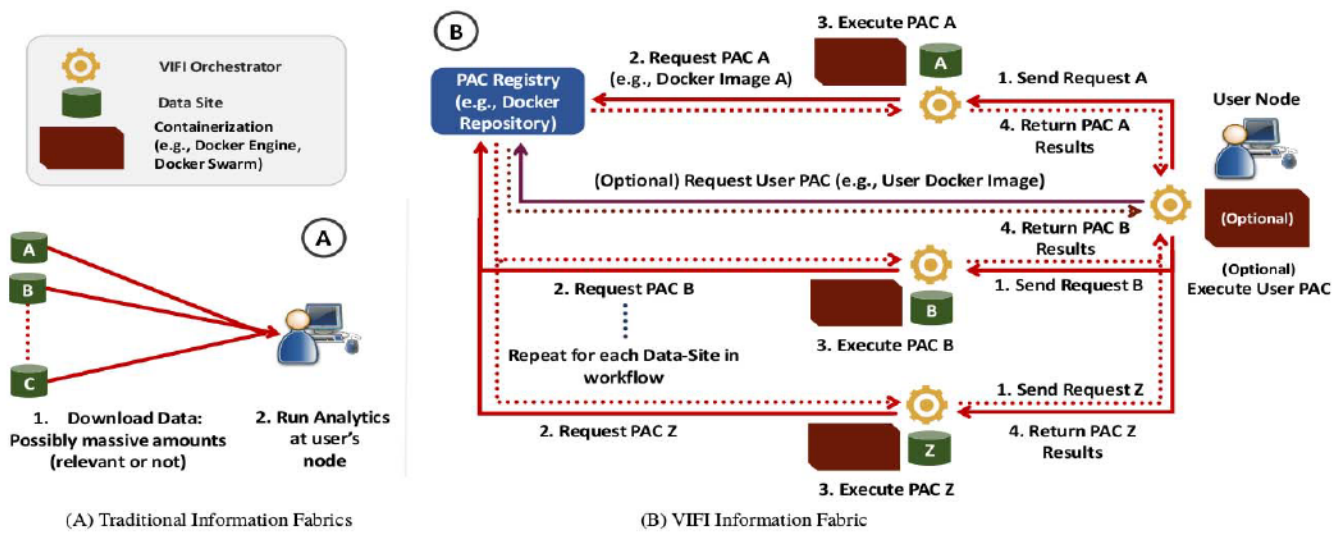 VIFI Orchestrator
Data Site
Containerization
(e.g., Docker Engine,
Docker Swarm)
A
A
B
C
1. Download Data:
Possibly massive amounts
(relevant or not)
2. Run Analytics
at user's
node
(A) Traditional Information Fabrics
B
PAC Registry
(e.g., Docker
Repository)
2. Request PAC A
(e.g., Docker Image A)
3. Execute PAC A
A
1. Send Request A
4. Return PAC A
Results
User Node
(Optional) Request User PAC (e.g., User Docker Image)
(Optional)
(Optional)
Execute User PAC
4. Return PAC B
Results
2. Request PAC B
1. Send Request B
B
3. Execute PAC B
Repeat for each Data-Site in
workflow
1. Send Request Z
2. Request PAC Z
4. Return PAC Z
Results
Z
3. Execute PAC Z
(B) VIFI Information Fabric